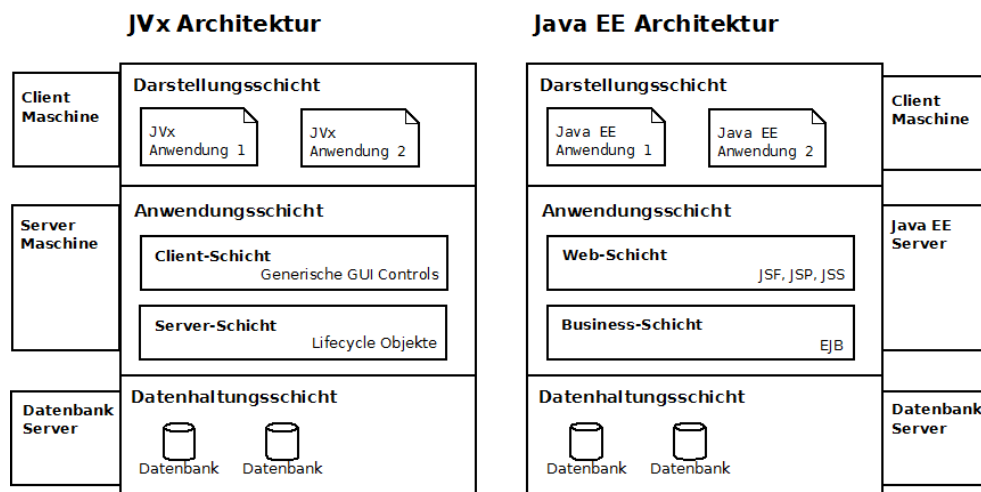 JVx Architektur
Client
Maschine
Darstellungsschicht
JVx
Anwendung 1
JVx
Anwendung 2
Server
Maschine
Anwendungsschicht
Client-Schicht
Generische GUI Controls
Server-Schicht
Lifecycle Objekte
Datenbank
Server
Datenhaltungsschicht
Datenbank
Datenbank
Java EE Architektur
Darstellungsschicht
Java EE
Anwendung 1
Java EE
Anwendung 2
Client
Maschine
Anwendungsschicht
Web-Schicht
JSF, JSP, JSS
Business-Schicht
EJB
Java EE
Server
Datenhaltungsschicht
Datenbank
Datenbank
Datenbank
Server